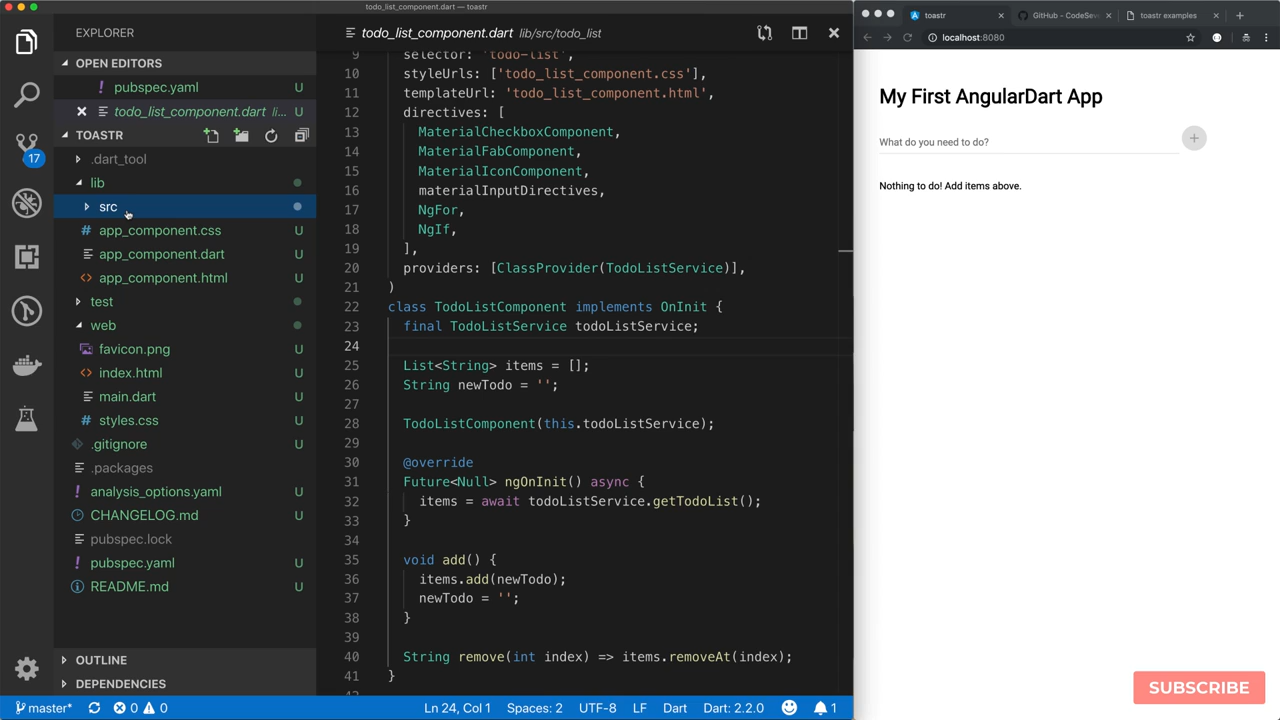 todo_list_component.dart — toastr
EXPLORER
OPEN EDITORS
! pubspec.yaml U
todo_list_component.dart li... U
TOASTR
.dart_tool
lib
src
# app_component.css U
app_component.dart U
<> app_component.html U
test
web
favicon.png U
index.html U
main.dart U
# styles.css U
.gitignore U
.packages
analysis_options.yaml U
CHANGELOG.md U
pubspec.lock
! pubspec.yaml U
README.md U
OUTLINE
DEPENDENCIES
17
todo_list_component.dart lib/src/todo_list
9 selector: 'todo-list',
10 styleUrls: ['todo_list_component.css'],
11 templateUrl: 'todo_list_component.html',
12 directives: [
13 MaterialCheckboxComponent,
14 MaterialFabComponent,
15 MaterialIconComponent,
16 materialInputDirectives,
17 NgFor,
18 NgIf,
19 ],
20 providers: [ClassProvider(TodoListService)],
21 )
22 class TodoListComponent implements OnInit {
23 final TodoListService todoListService;
24
25 List<String> items = [];
26 String newTodo = '';
27
28 TodoListComponent(this.todoListService);
29
30 @override
31 Future<Null> ngOnInit() async {
32 items = await todoListService.getTodoList();
33 }
34
35 void add() {
36 items.add(newTodo);
37 newTodo = '';
38 }
39
40 String remove(int index) => items.removeAt(index);
41 }
master* 0 0 Ln 24, Col 1 Spaces: 2 UTF-8 LF Dart Dart: 2.2.0 1
toastr
GitHub - CodeSev
toastr examples
localhost:8080
My First AngularDart App
What do you need to do?
Nothing to do! Add items above.
SUBSCRIBE